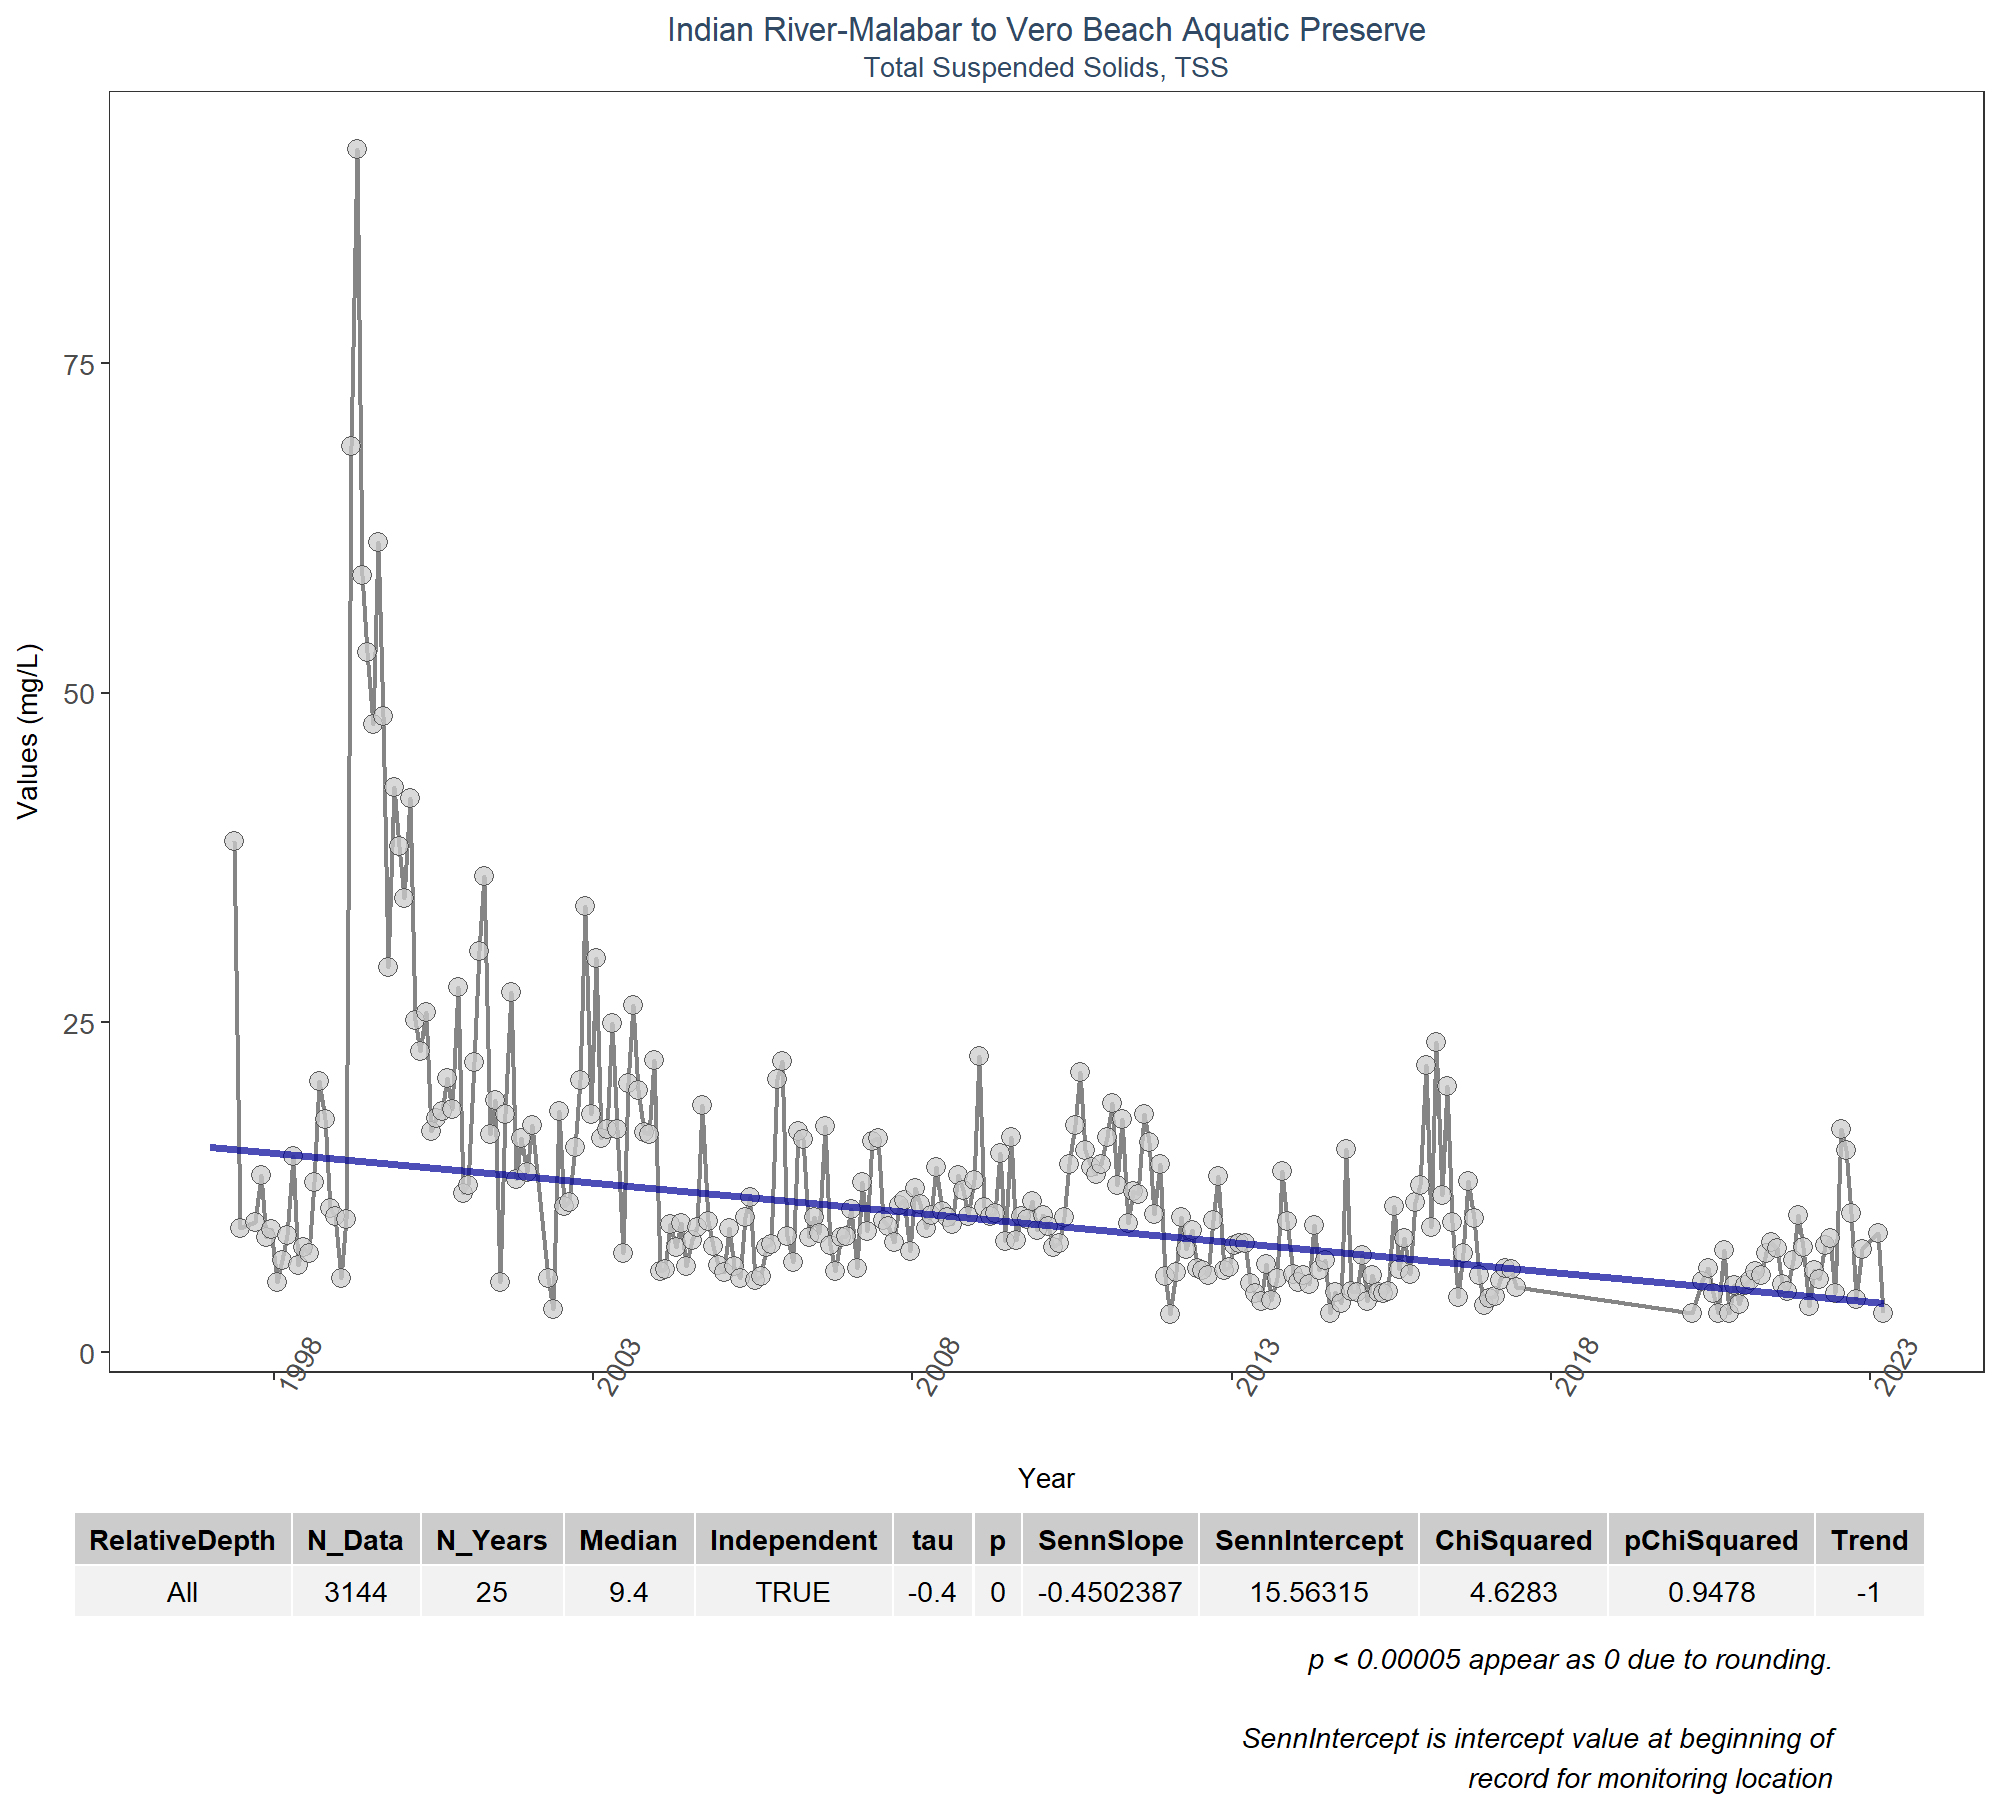 Indian River-Malabar to Vero Beach Aquatic Preserve
Total Suspended Solids, TSS
Values (mg/L)
75
50
25
0
1998 2003 2008 2013 2018 2023
Year
RelativeDepth N_Data N_Years Median Independent tau p SennSlope SennIntercept ChiSquared pChiSquared Trend
All 3144 25 9.4 TRUE -0.4 0 -0.4502387 15.56315 4.6283 0.9478 -1
p < 0.00005 appear as 0 due to rounding.
SennIntercept is intercept value at beginning of
record for monitoring location